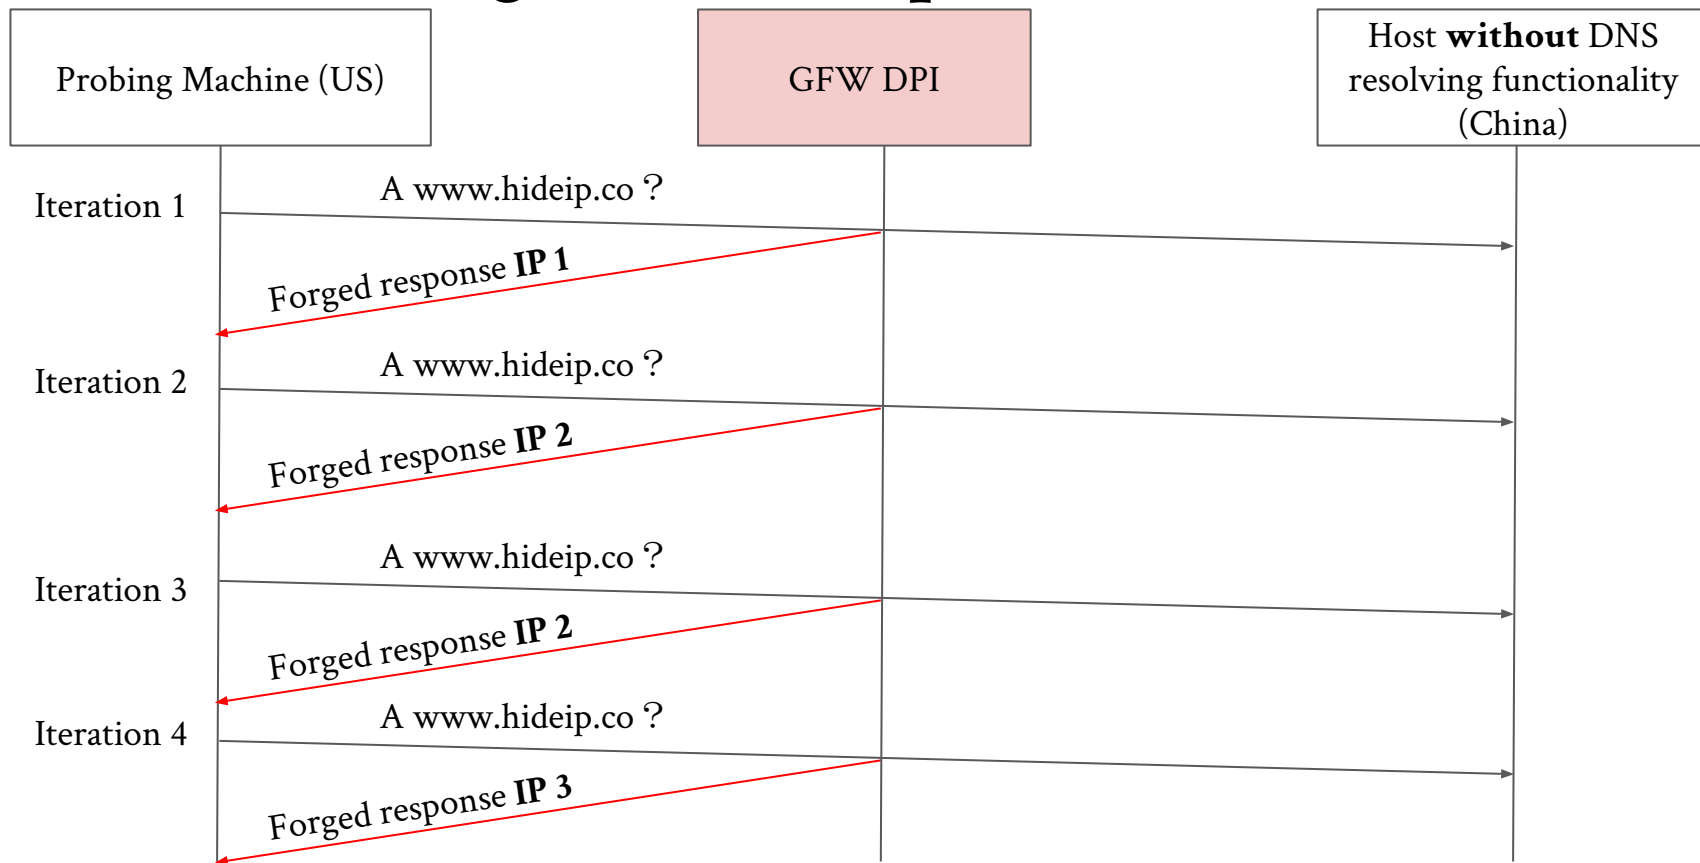 Probing Machine (US)
GFW DPI
Host without DNS
resolving functionality
(China)
Iteration 1
A www.hideip.co ?
Forged response IP 1
Iteration 2
A www.hideip.co ?
Forged response IP 2
Iteration 3
A www.hideip.co ?
Forged response IP 2
Iteration 4
A www.hideip.co ?
Forged response IP 3